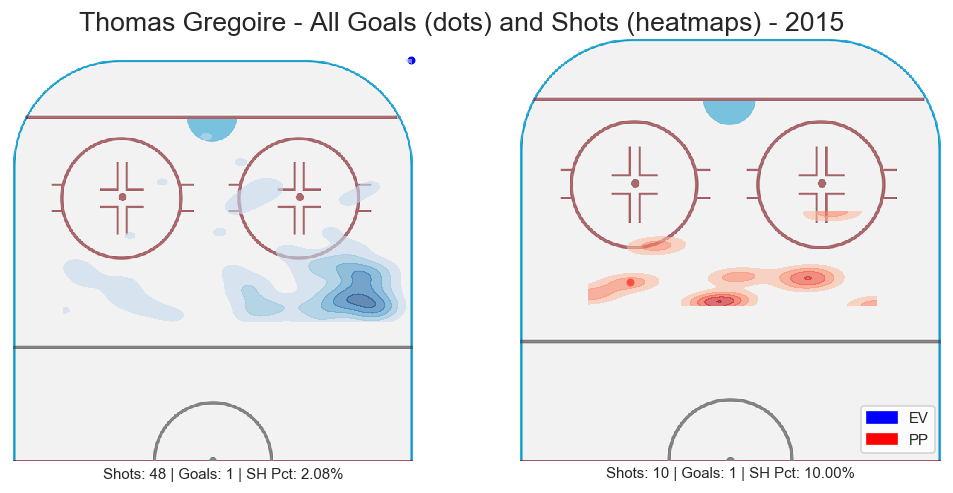 Thomas Gregoire - All Goals (dots) and Shots (heatmaps) - 2015
EV
PP
Shots: 48 | Goals: 1 | SH Pct: 2.08%
Shots: 10 | Goals: 1 | SH Pct: 10.00%